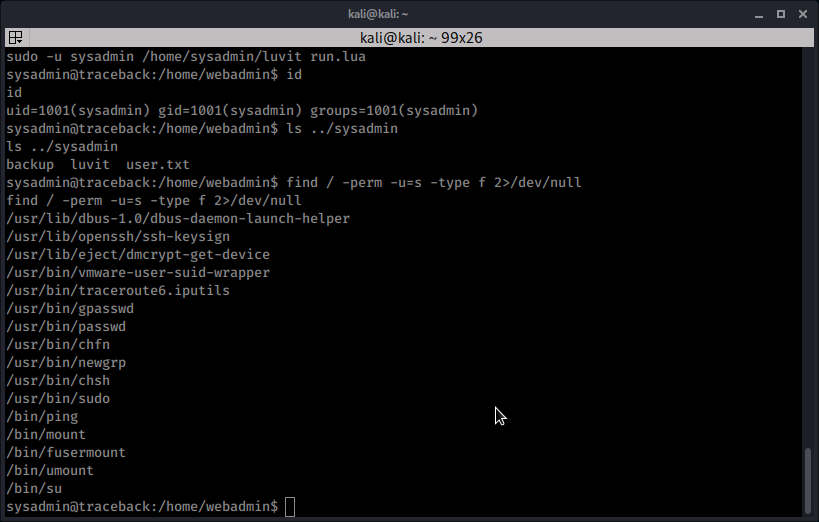 kali@kali: ~
kali@kali: ~ 99x26
sudo -u sysadmin /home/sysadmin/luvit run.lua
sysadmin@traceback:/home/webadmin$ id
id
uid=1001(sysadmin) gid=1001(sysadmin) groups=1001(sysadmin)
sysadmin@traceback:/home/webadmin$ ls ../sysadmin
ls ../sysadmin
backup  luvit  user.txt
sysadmin@traceback:/home/webadmin$ find / -perm -u=s -type f 2>/dev/null
find / -perm -u=s -type f 2>/dev/null
/usr/lib/dbus-1.0/dbus-daemon-launch-helper
/usr/lib/openssh/ssh-keysign
/usr/lib/eject/dmcrypt-get-device
/usr/bin/vmware-user-suid-wrapper
/usr/bin/traceroute6.iputils
/usr/bin/gpasswd
/usr/bin/passwd
/usr/bin/chfn
/usr/bin/newgrp
/usr/bin/chsh
/usr/bin/sudo
/bin/ping
/bin/mount
/bin/fusermount
/bin/umount
/bin/su
sysadmin@traceback:/home/webadmin$